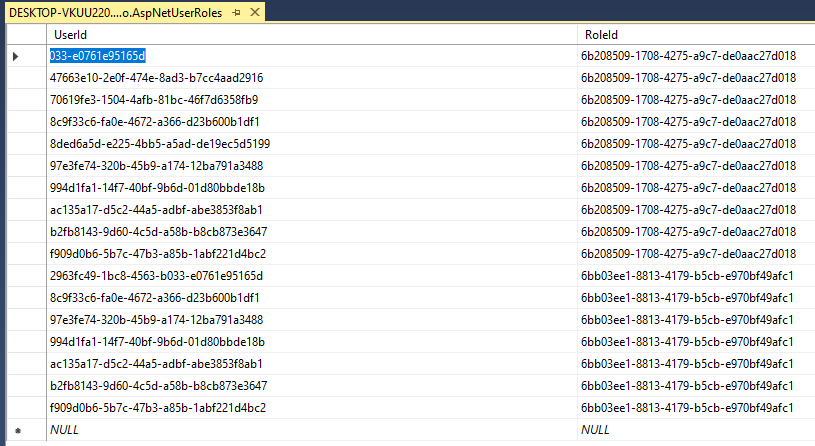 DESKTOP-VKUU220....o.AspNetUserRoles
UserId RoleId
033-e0761e95165d 6b208509-1708-4275-a9c7-de0aac27d018
47663e10-2e0f-474e-8ad3-b7cc4aad2916 6b208509-1708-4275-a9c7-de0aac27d018
70619fe3-1504-4afb-81bc-46f7d6358fb9 6b208509-1708-4275-a9c7-de0aac27d018
8c9f33c6-fa0e-4672-a366-d23b600b1df1 6b208509-1708-4275-a9c7-de0aac27d018
8ded6a5d-e225-4bb5-a5ad-de19ec5d5199 6b208509-1708-4275-a9c7-de0aac27d018
97e3fe74-320b-45b9-a174-12ba791a3488 6b208509-1708-4275-a9c7-de0aac27d018
994d1fa1-14f7-40bf-9b6d-01d80bbde18b 6b208509-1708-4275-a9c7-de0aac27d018
ac135a17-d5c2-44a5-adbf-abe3853f8ab1 6b208509-1708-4275-a9c7-de0aac27d018
b2fb8143-9d60-4c5d-a58b-b8cb873e3647 6b208509-1708-4275-a9c7-de0aac27d018
f909d0b6-5b7c-47b3-a85b-1abf221d4bc2 6b208509-1708-4275-a9c7-de0aac27d018
2963fc49-1bc8-4563-b033-e0761e95165d 6bb03ee1-8813-4179-b5cb-e970bf49afc1
8c9f33c6-fa0e-4672-a366-d23b600b1df1 6bb03ee1-8813-4179-b5cb-e970bf49afc1
97e3fe74-320b-45b9-a174-12ba791a3488 6bb03ee1-8813-4179-b5cb-e970bf49afc1
994d1fa1-14f7-40bf-9b6d-01d80bbde18b 6bb03ee1-8813-4179-b5cb-e970bf49afc1
ac135a17-d5c2-44a5-adbf-abe3853f8ab1 6bb03ee1-8813-4179-b5cb-e970bf49afc1
b2fb8143-9d60-4c5d-a58b-b8cb873e3647 6bb03ee1-8813-4179-b5cb-e970bf49afc1
f909d0b6-5b7c-47b3-a85b-1abf221d4bc2 6bb03ee1-8813-4179-b5cb-e970bf49afc1
NULL NULL